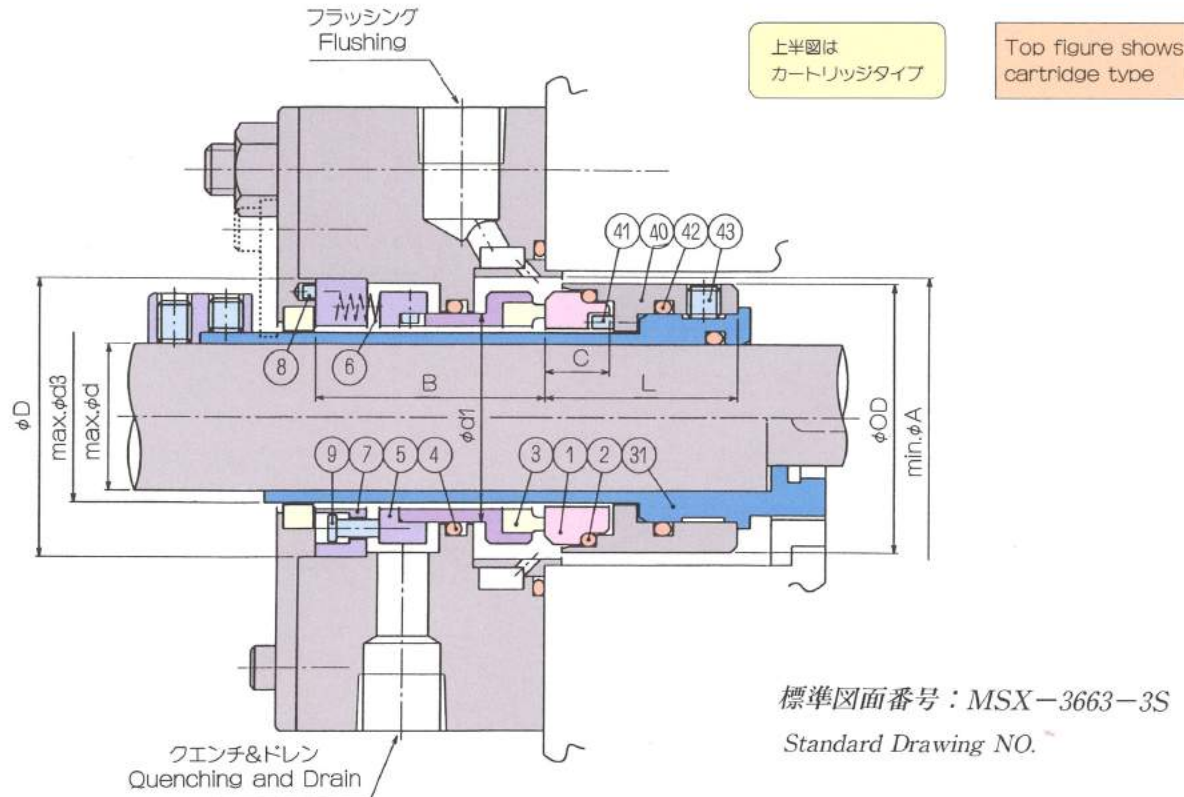 フラッシング
Flushing
上半図は
カートリッジタイプ
Top figure shows
cartridge type
41 40 42 43
8 6 B C L
φD
max.φd3
max.φd
φd1
φOD
min.φA
9 7 5 4 3 1 2 31
クエンチ&ドレン
Quenching and Drain
標準図面番号：MSX-3663-3S
Standard Drawing NO.